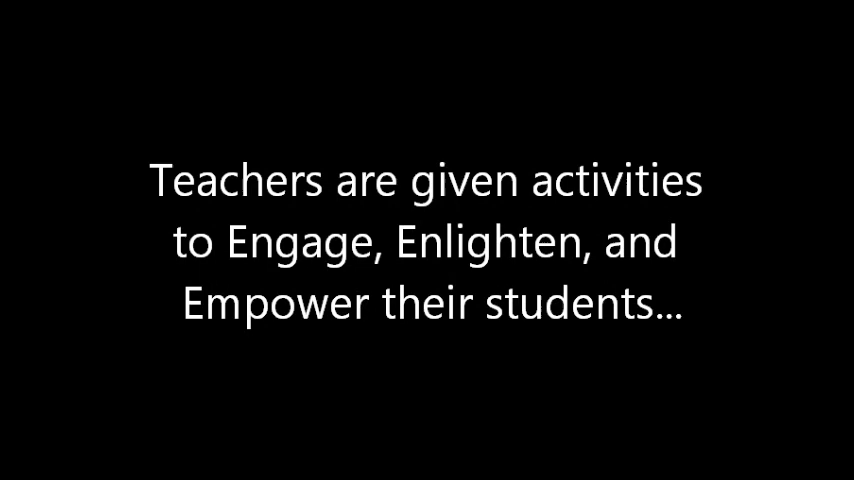 Teachers are given activities
to Engage, Enlighten, and
Empower their students...